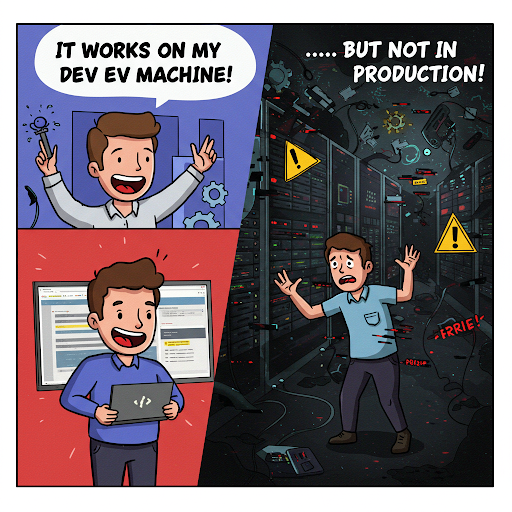 IT WORKS ON MY
DEV EV MACHINE!
..... BUT NOT IN
PRODUCTION!
!
!
</>